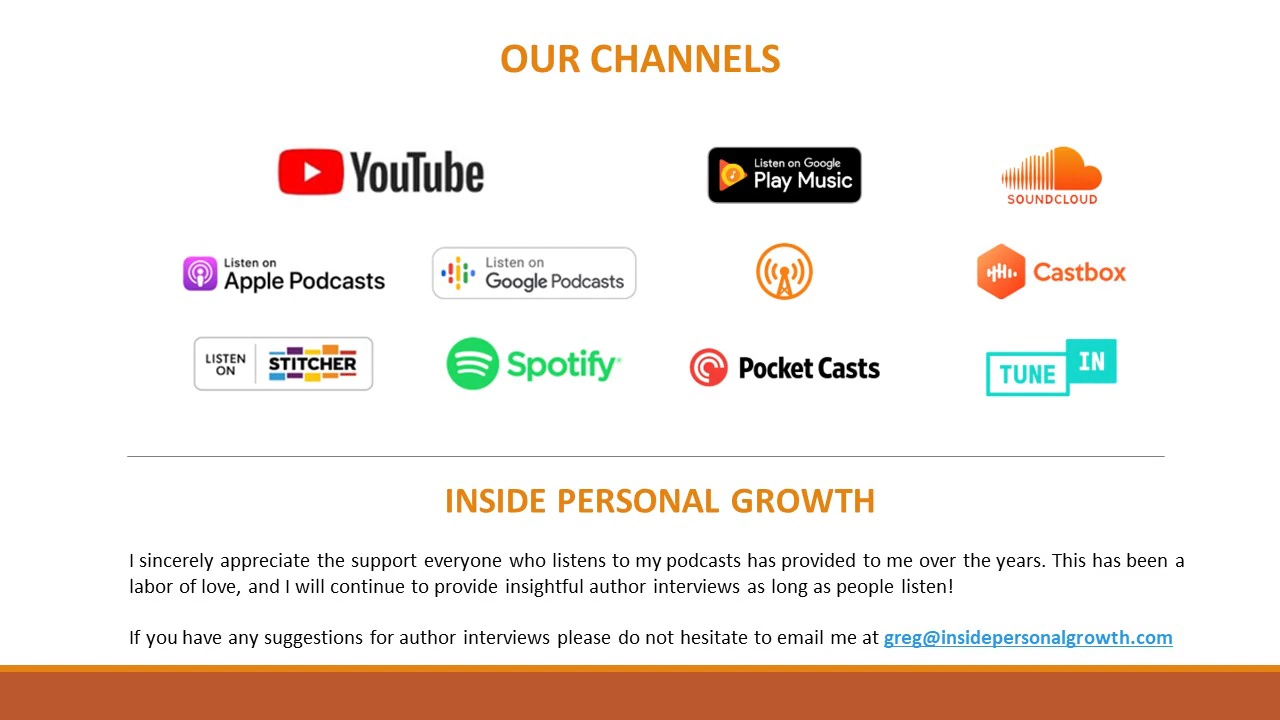 OUR CHANNELS
YouTube
Listen on Google
Play Music
SOUNDCLOUD
Listen on
Apple Podcasts
Listen on
Google Podcasts
Castbox
LISTEN
ON
STITCHER
Spotify
Pocket Casts
TUNE IN
INSIDE PERSONAL GROWTH
I sincerely appreciate the support everyone who listens to my podcasts has provided to me over the years. This has been a
labor of love, and I will continue to provide insightful author interviews as long as people listen!
If you have any suggestions for author interviews please do not hesitate to email me at greg@insidepersonalgrowth.com